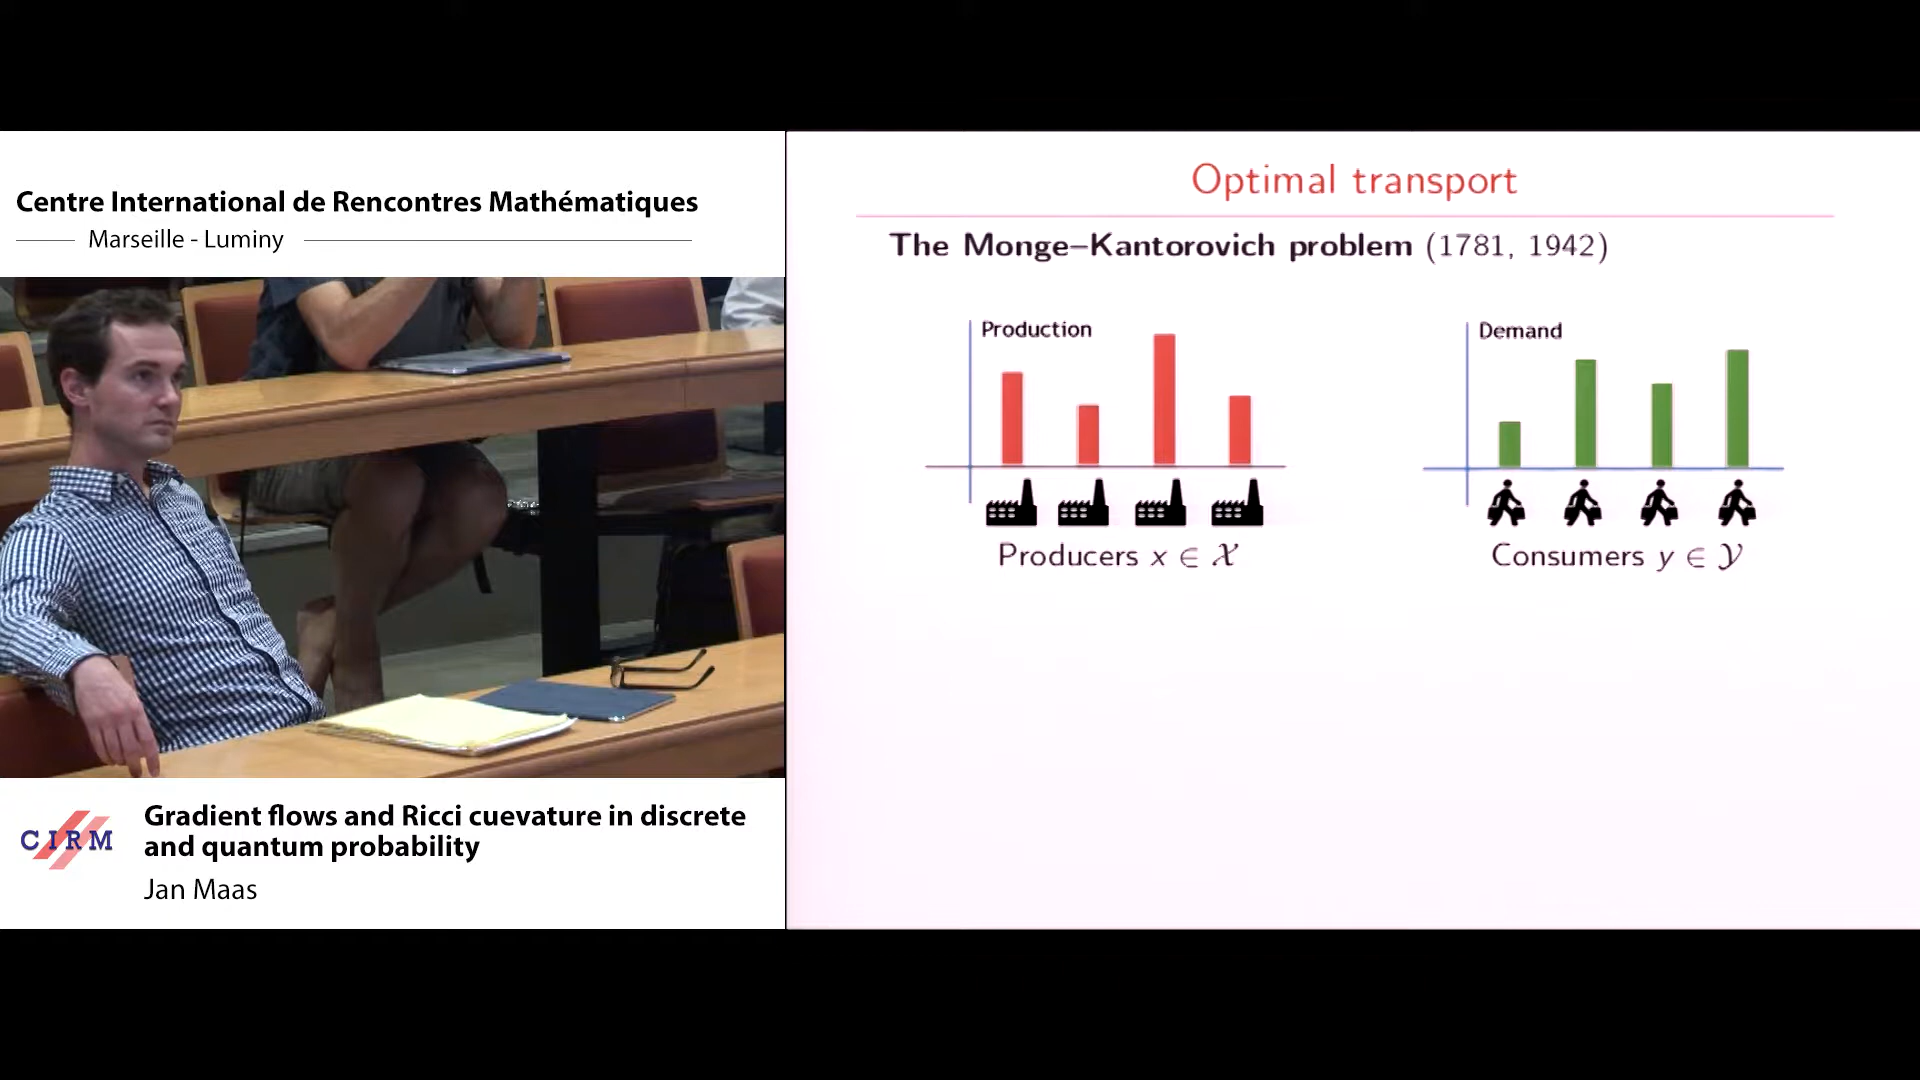 Centre International de Rencontres Mathématiques
Marseille - Luminy
CIRM
Gradient flows and Ricci cuevature in discrete
and quantum probability
Jan Maas
Optimal transport
The Monge–Kantorovich problem (1781, 1942)
Production
Demand
Producers x ∈ 𝒳
Consumers y ∈ 𝒴